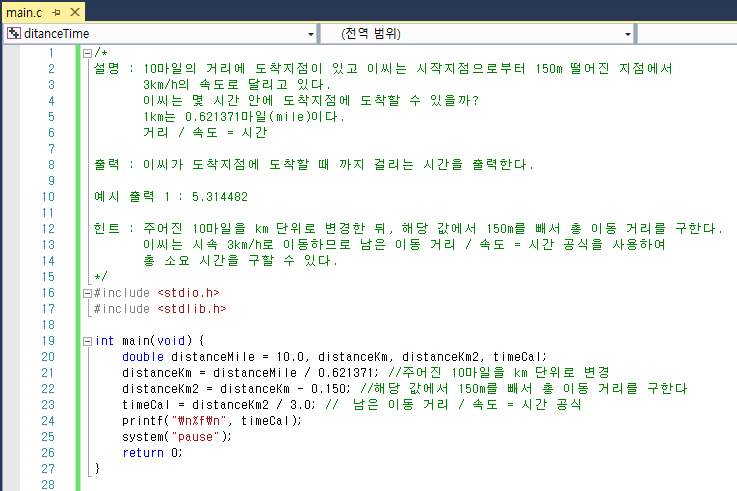 main.c
ditanceTime (전역 범위)
1 /*
2 설명 : 10마일의 거리에 도착지점이 있고 이씨는 시작지점으로부터 150m 떨어진 지점에서
3 3km/h의 속도로 달리고 있다.
4 이씨는 몇 시간 안에 도착지점에 도착할 수 있을까?
5 1km는 0.621371마일(mile)이다.
6 거리 / 속도 = 시간
7
8 출력 : 이씨가 도착지점에 도착할 때 까지 걸리는 시간을 출력한다.
9
10 예시 출력 1 : 5.314482
11
12 힌트 : 주어진 10마일을 km 단위로 변경한 뒤, 해당 값에서 150m를 빼서 총 이동 거리를 구한다.
13 이씨는 시속 3km/h로 이동하므로 남은 이동 거리 / 속도 = 시간 공식을 사용하여
14 총 소요 시간을 구할 수 있다.
15 */
16 #include <stdio.h>
17 #include <stdlib.h>
18
19 int main(void) {
20 double distanceMile = 10.0, distanceKm, distanceKm2, timeCal;
21 distanceKm = distanceMile / 0.621371; //주어진 10마일을 km 단위로 변경
22 distanceKm2 = distanceKm - 0.150; //해당 값에서 150m를 빼서 총 이동 거리를 구한다
23 timeCal = distanceKm2 / 3.0; // 남은 이동 거리 / 속도 = 시간 공식
24 printf("₩n%f₩n", timeCal);
25 system("pause");
26 return 0;
27 }
28